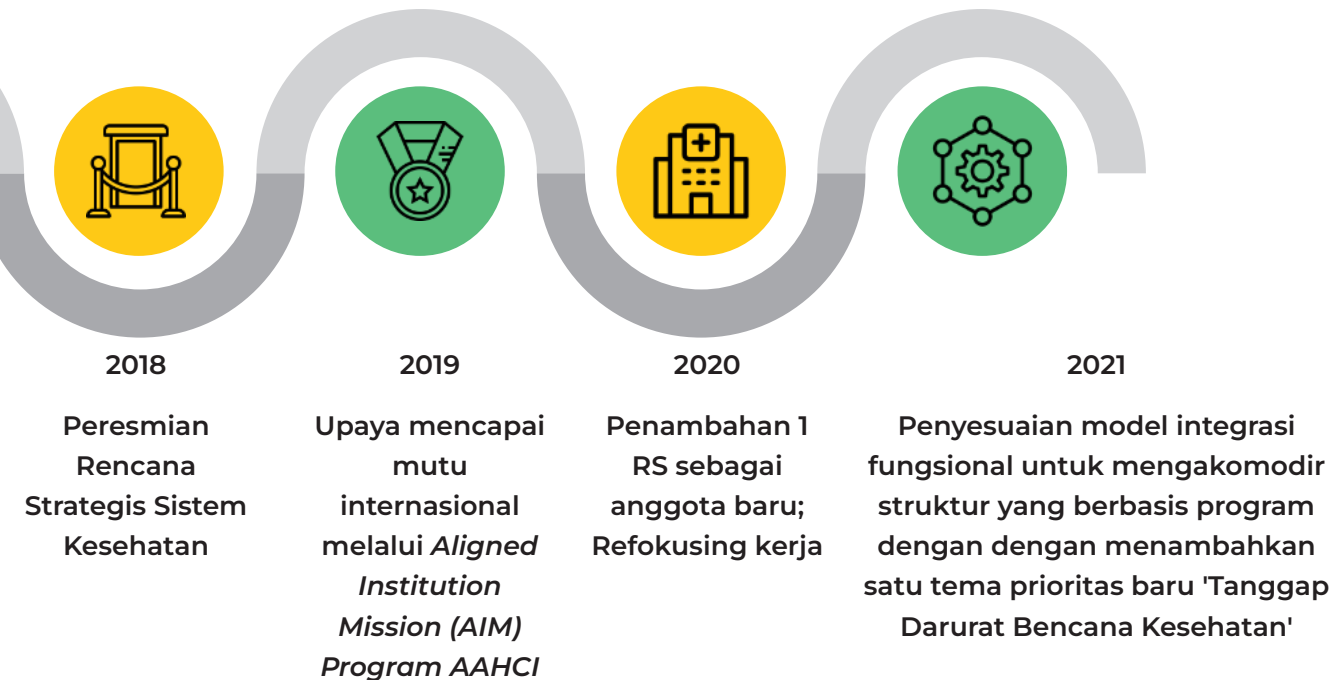 2018
Peresmian
Rencana
Strategis Sistem
Kesehatan
2019
Upaya mencapai
mutu
internasional
melalui Aligned
Institution
Mission (AIM)
Program AAHCI
2020
Penambahan 1
RS sebagai
anggota baru;
Refokusing kerja
2021
Penyesuaian model integrasi
fungsional untuk mengakomodir
struktur yang berbasis program
dengan dengan menambahkan
satu tema prioritas baru 'Tanggap
Darurat Bencana Kesehatan'